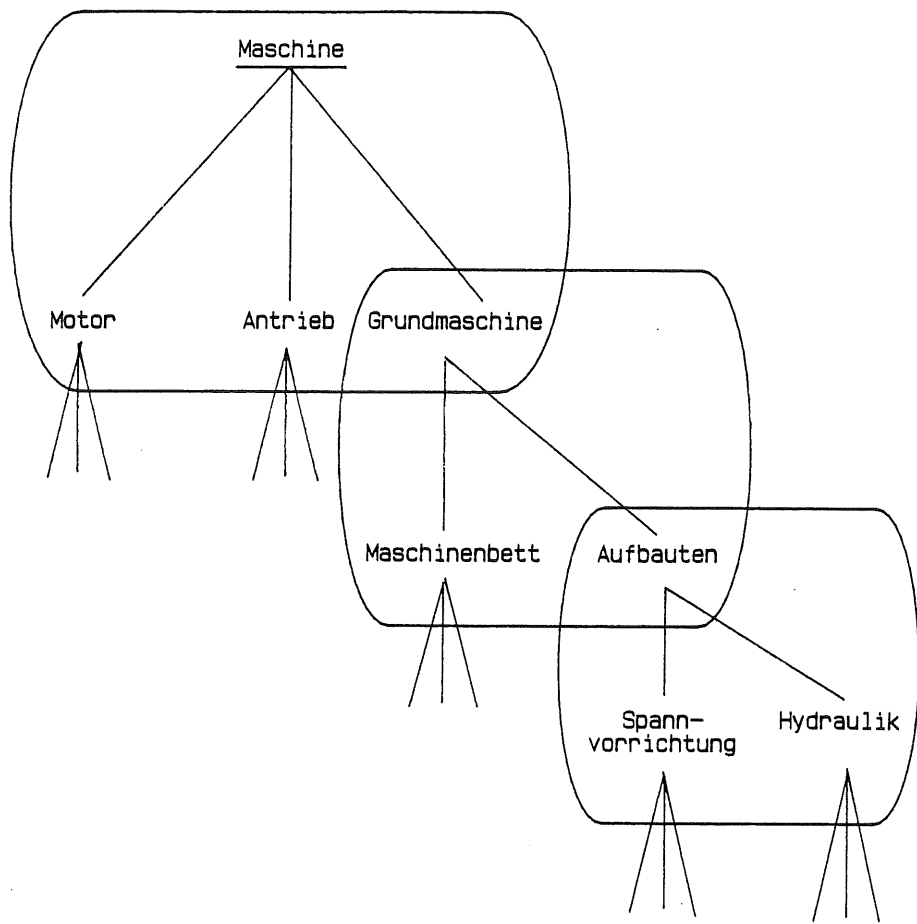 Maschine
Motor
Antrieb
Grundmaschine
Maschinenbett
Aufbauten
Spann-
vorrichtung
Hydraulik